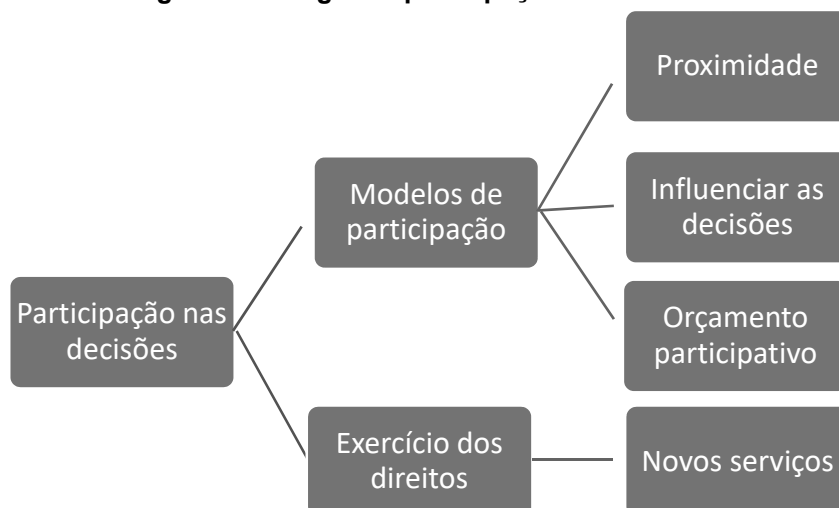 Proximidade
Modelos de
participação
Influenciar as
decisões
Participação nas
decisões
Orçamento
participativo
Exercício dos
direitos
Novos serviços